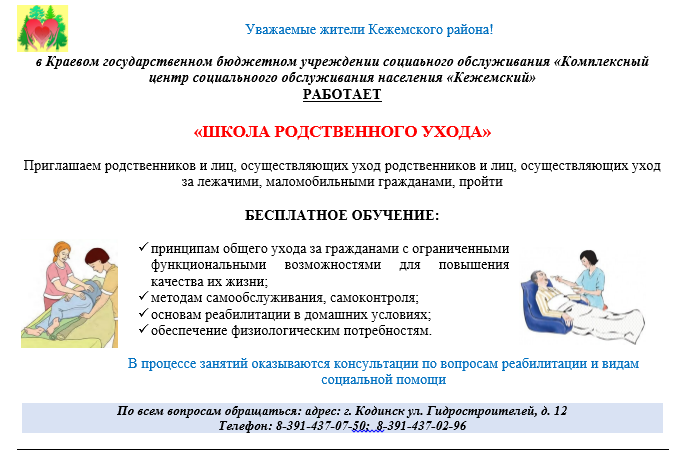 Уважаемые жители Кежемского района!
в Краевом государственном бюджетном учреждении социаьного обслуживания «Комплексный
центр социальноого обслуживания населения «Кежемский»
РАБОТАЕТ
«ШКОЛА РОДСТВЕННОГО УХОДА»
Приглашаем родственников и лиц, осуществляющих уход родственников и лиц, осуществляющих уход
за лежачими, маломобильными гражданами, пройти
БЕСПЛАТНОЕ ОБУЧЕНИЕ:
✓ принципам общего ухода за гражданами с ограниченными
функциональными возможностями для повышения
качества их жизни;
✓ методам самообслуживания, самоконтроля;
✓ основам реабилитации в домашних условиях;
✓ обеспечение физиологическим потребностям.
В процессе занятий оказываются консультации по вопросам реабилитации и видам
социальной помощи
По всем вопросам обращаться: адрес: г. Кодинск ул. Гидростроителей, д. 12
Телефон: 8-391-437-07-50; 8-391-437-02-96